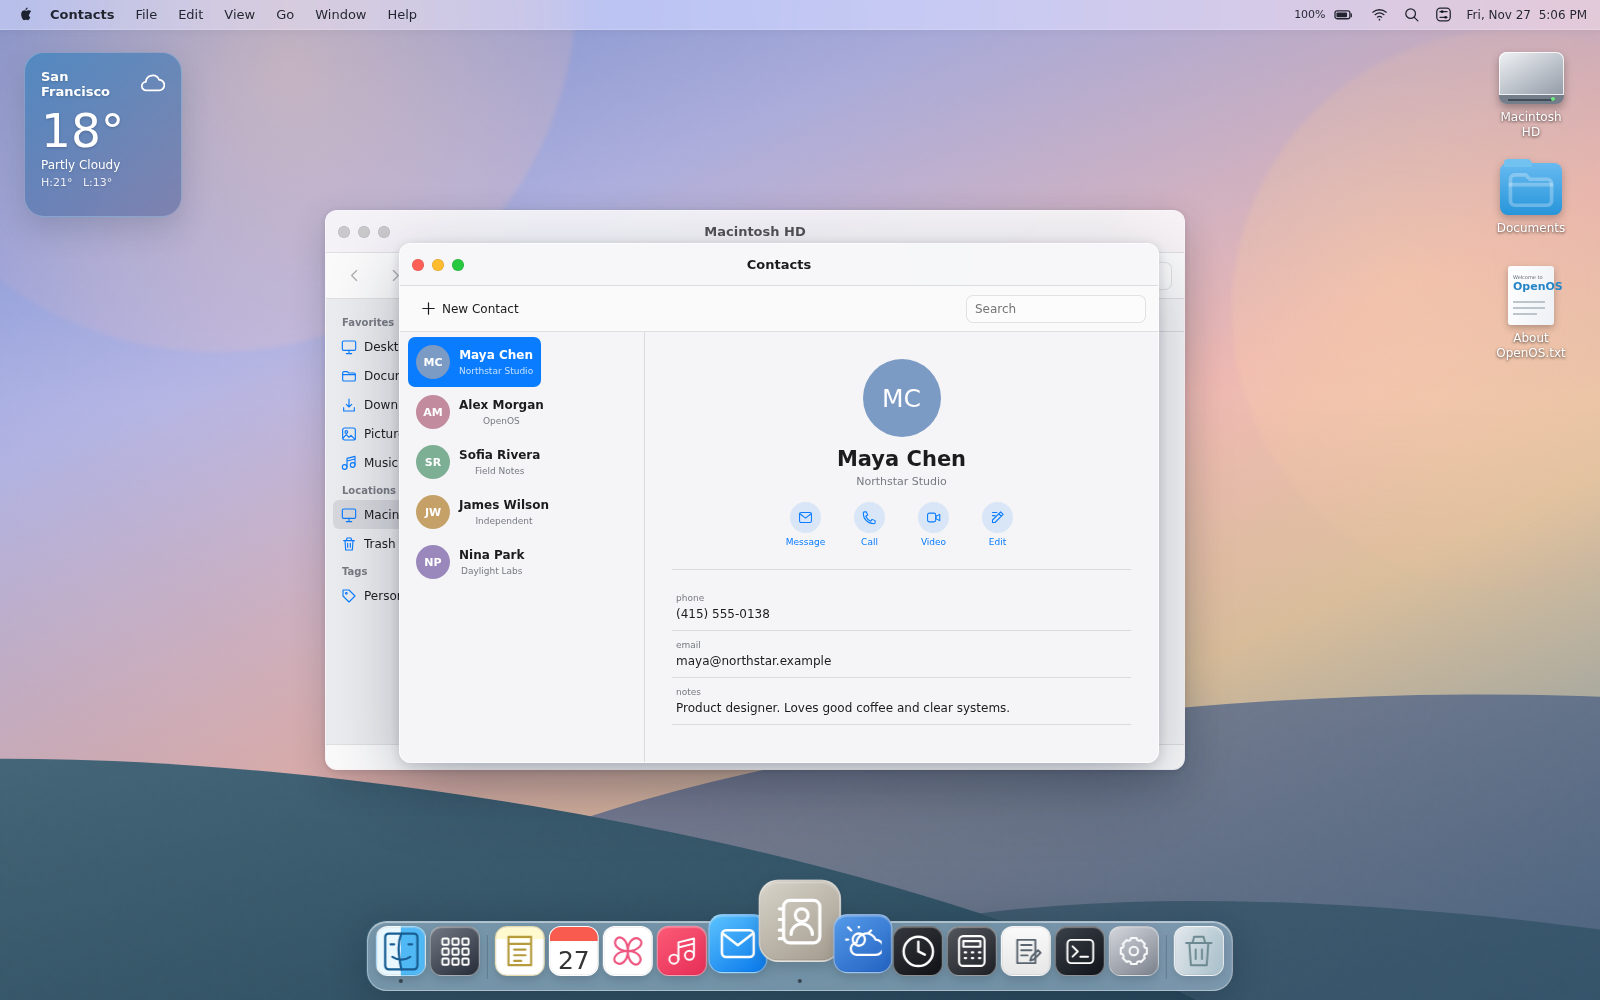 Contacts File Edit View Go Window Help
100% Fri, Nov 27 5:06 PM
San
Francisco
18°
Partly Cloudy
H:21° L:13°
Macintosh
HD
Documents
Welcome to
OpenOS
About
OpenOS.txt
Macintosh HD
Favorites
Deskt
Docu
Down
Pictur
Music
Locations
Macin
Trash
Tags
Person
Contacts
New Contact
Search
MC
Maya Chen
Northstar Studio
AM
Alex Morgan
OpenOS
SR
Sofia Rivera
Field Notes
JW
James Wilson
Independent
NP
Nina Park
Daylight Labs
MC
Maya Chen
Northstar Studio
Message Call Video Edit
phone
(415) 555-0138
email
maya@northstar.example
notes
Product designer. Loves good coffee and clear systems.
27